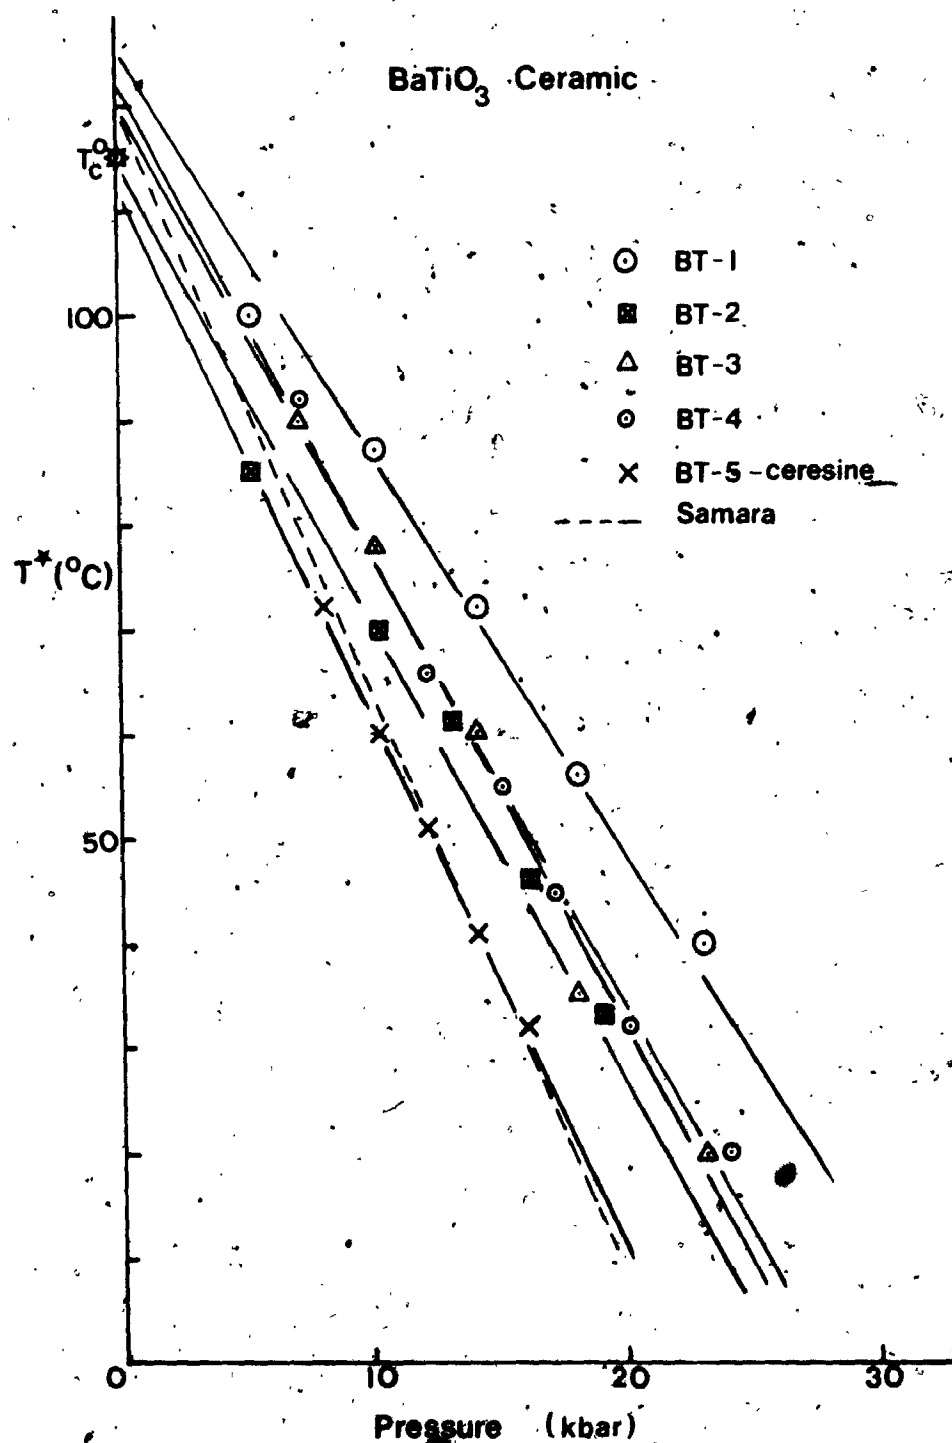 BaTiO3 Ceramic
Tc°
BT-1
BT-2
100
BT-3
BT-4
BT-5-ceresine
Samara
T*(°C)
50
0
10
20
30
Pressure (kbar)